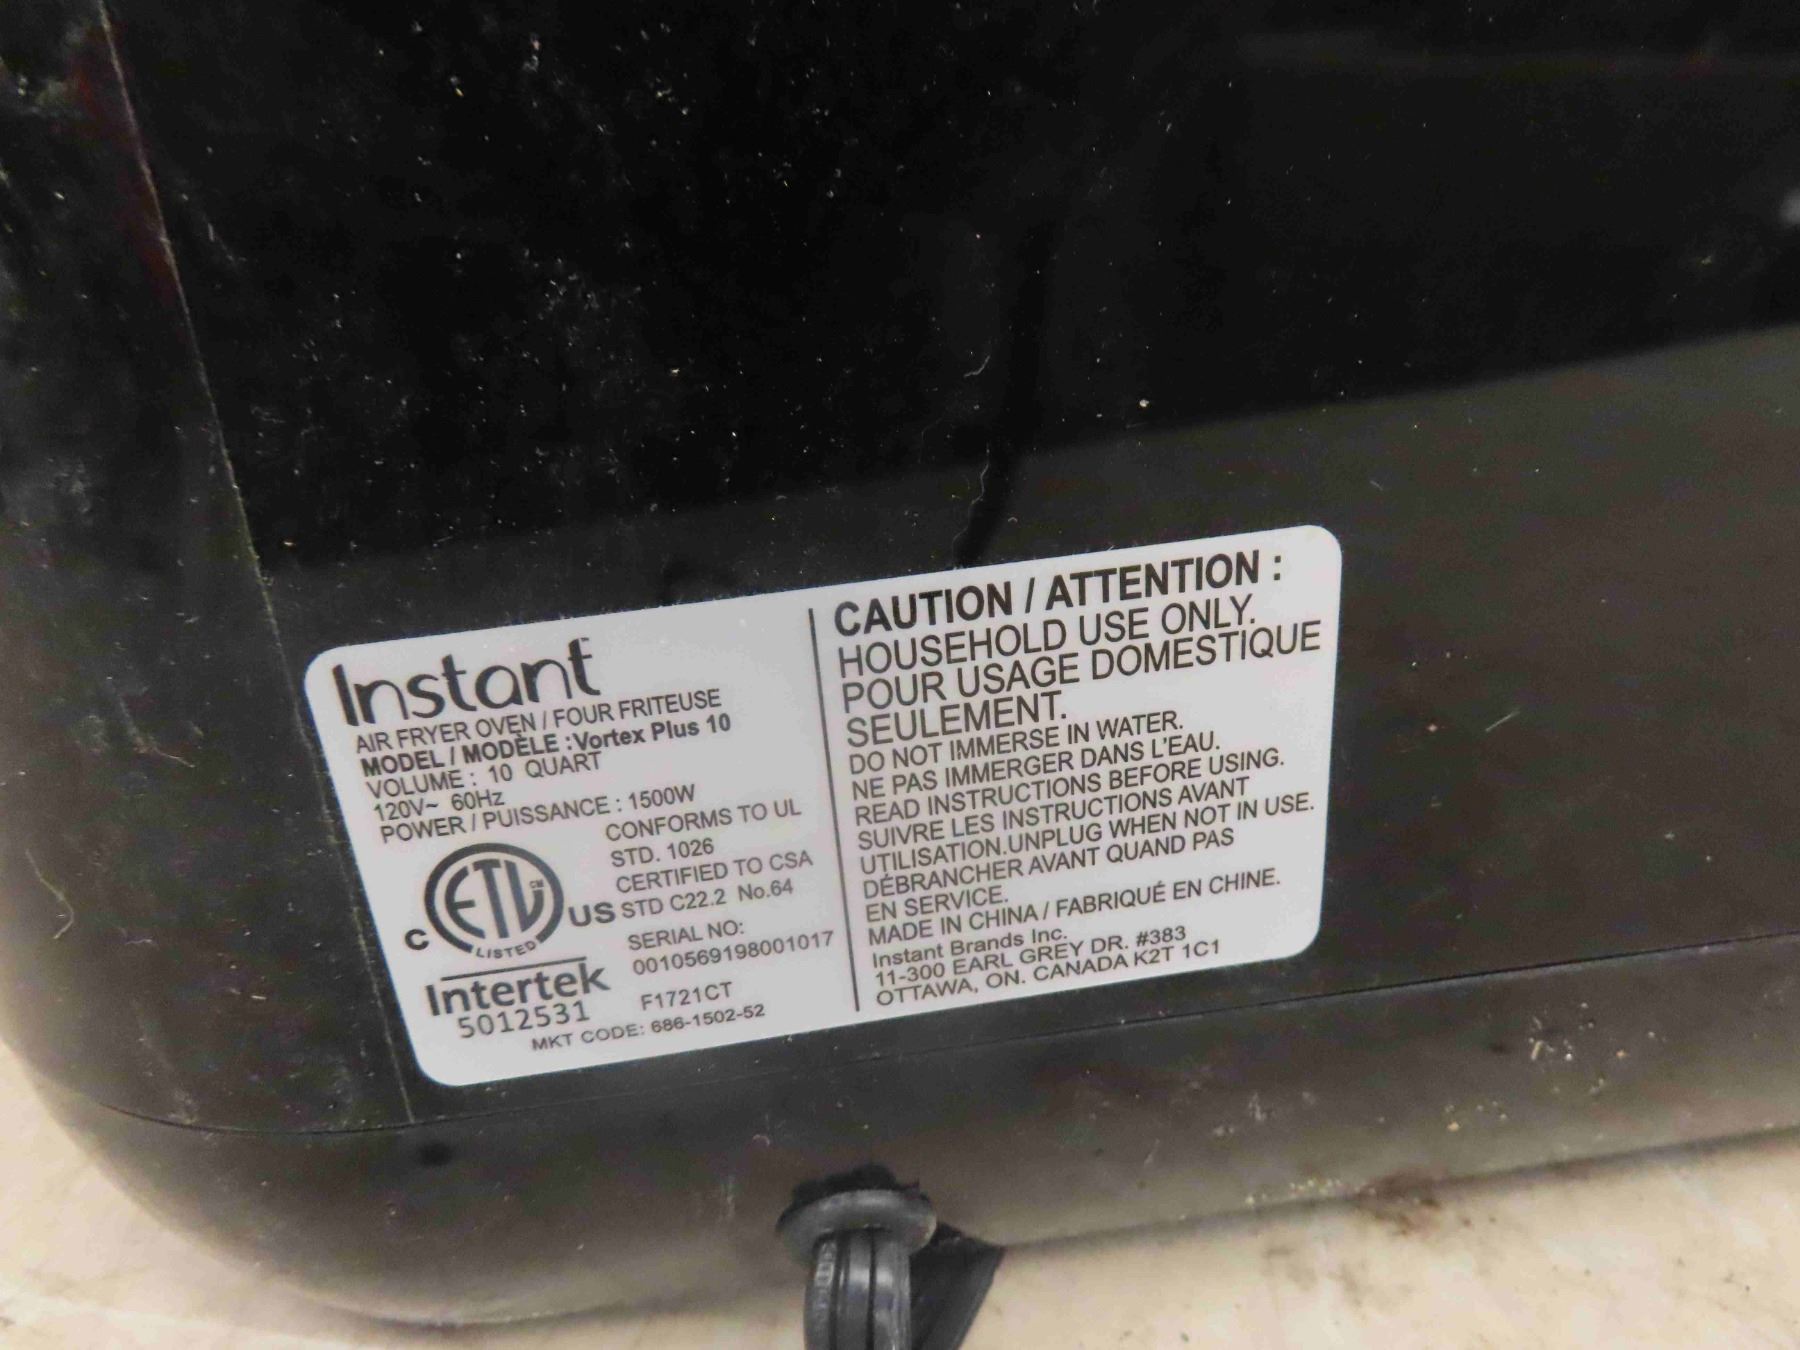 Instant
AIR FRYER OVEN / FOUR FRITEUSE
MODEL / MODÈLE : Vortex Plus 10
VOLUME : 10 QUART
120V~ 60Hz
POWER / PUISSANCE : 1500W
CONFORMS TO UL
STD. 1026
CERTIFIED TO CSA
STD C22.2 No.64
C ETL CM US
LISTED
Intertek
5012531
SERIAL NO:
0010569198001017
F1721CT
MKT CODE: 686-1502-52
CAUTION / ATTENTION :
HOUSEHOLD USE ONLY.
POUR USAGE DOMESTIQUE
SEULEMENT.
DO NOT IMMERSE IN WATER.
NE PAS IMMERGER DANS L'EAU.
READ INSTRUCTIONS BEFORE USING.
SUIVRE LES INSTRUCTIONS AVANT
UTILISATION.UNPLUG WHEN NOT IN USE.
DÉBRANCHER AVANT QUAND PAS
EN SERVICE.
MADE IN CHINA / FABRIQUÉ EN CHINE.
Instant Brands Inc.
11-300 EARL GREY DR. #383
OTTAWA, ON. CANADA K2T 1C1